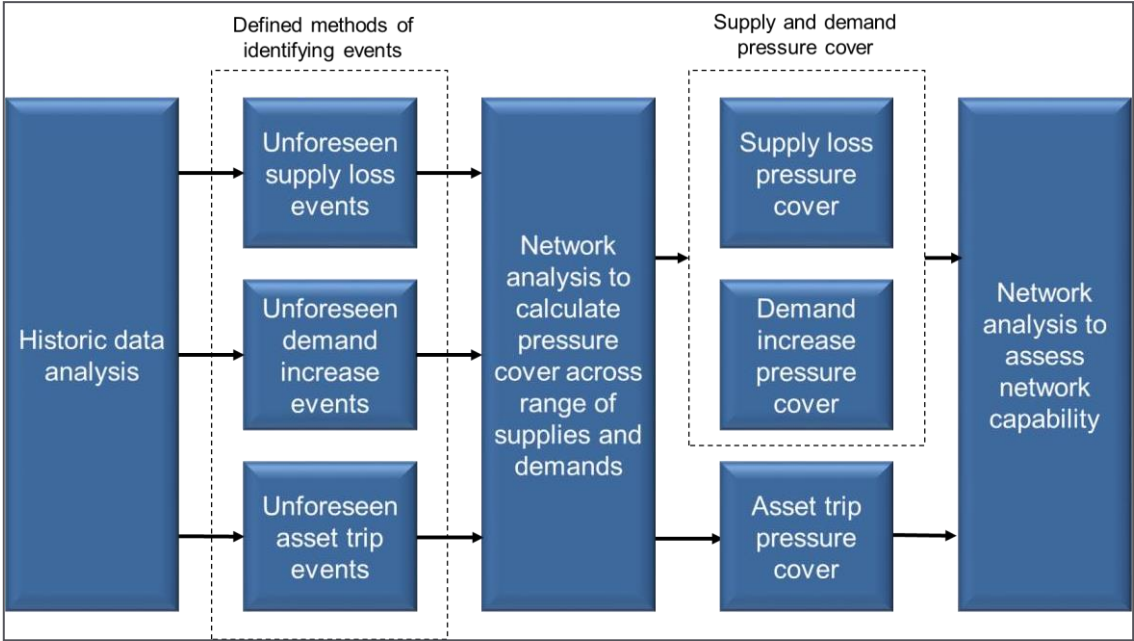 Defined methods of
identifying events
Supply and demand
pressure cover
Historic data
analysis
Unforeseen
supply loss
events
Unforeseen
demand
increase events
Unforeseen
asset trip
events
Network
analysis to
calculate
pressure
cover across
range of
supplies and
demands
Supply loss
pressure
cover
Demand
increase
pressure
cover
Asset trip
pressure
cover
Network
analysis to
assess
network
capability